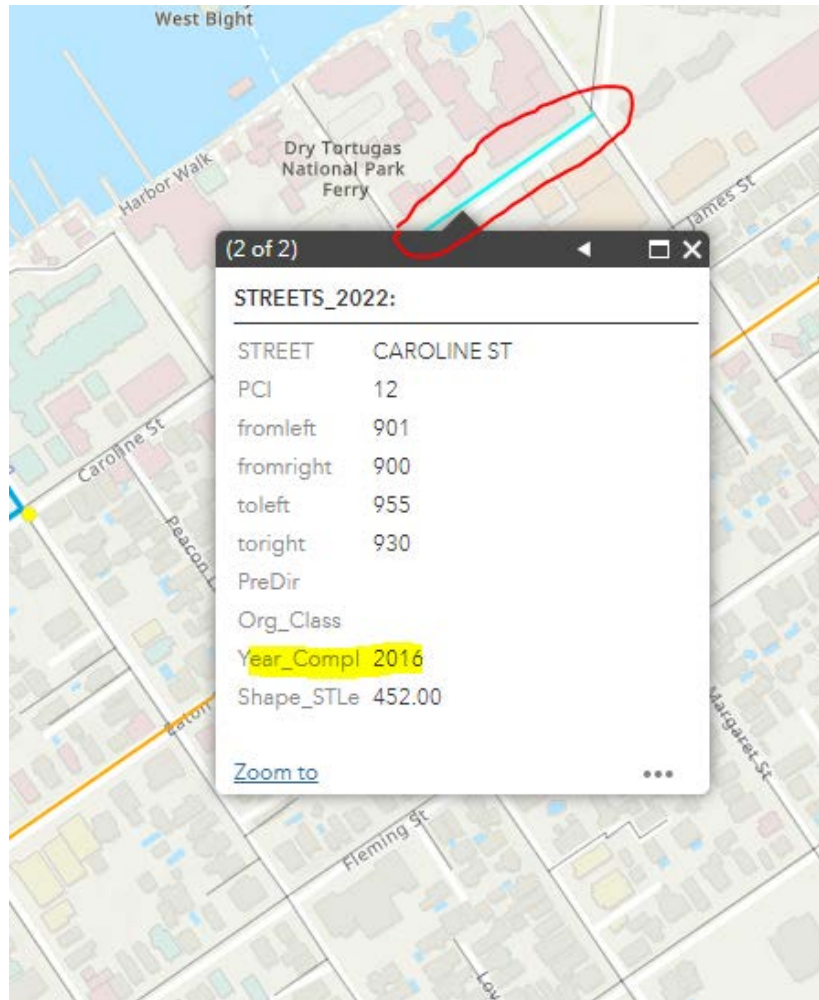 West Bight
Dry Tortugas
National Park
Ferry
Harbor Walk
James St
(2 of 2)
STREETS_2022:
STREET CAROLINE ST
PCI 12
fromleft 901
fromright 900
toleft 955
toright 930
PreDir
Org_Class
Year_Compl 2016
Shape_STLe 452.00
Zoom to
Caroline St
Peacon
Eaton
Margaret St
Fleming St